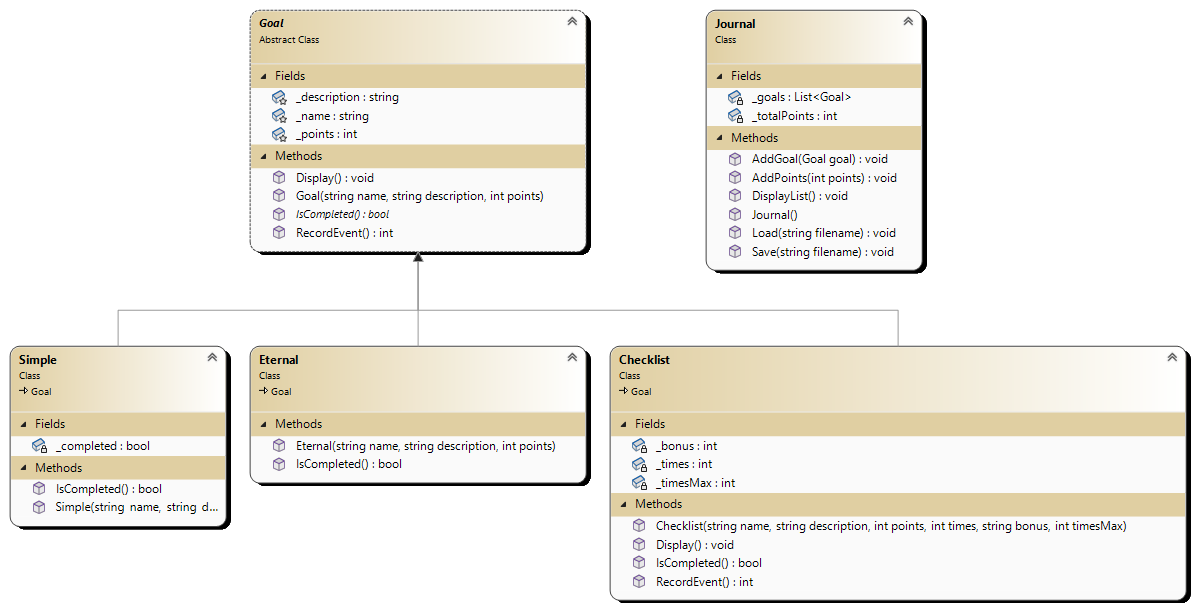 Goal
Abstract Class
Fields
_description : string
_name : string
_points : int
Methods
Display() : void
Goal(string name, string description, int points)
IsCompleted() : bool
RecordEvent() : int
Journal
Class
Fields
_goals : List<Goal>
_totalPoints : int
Methods
AddGoal(Goal goal) : void
AddPoints(int points) : void
DisplayList() : void
Journal()
Load(string filename) : void
Save(string filename) : void
Simple
Class
Goal
Fields
_completed : bool
Methods
IsCompleted() : bool
Simple(string name, string d...
Eternal
Class
Goal
Methods
Eternal(string name, string description, int points)
IsCompleted() : bool
Checklist
Class
Goal
Fields
_bonus : int
_times : int
_timesMax : int
Methods
Checklist(string name, string description, int points, int times, string bonus, int timesMax)
Display() : void
IsCompleted() : bool
RecordEvent() : int